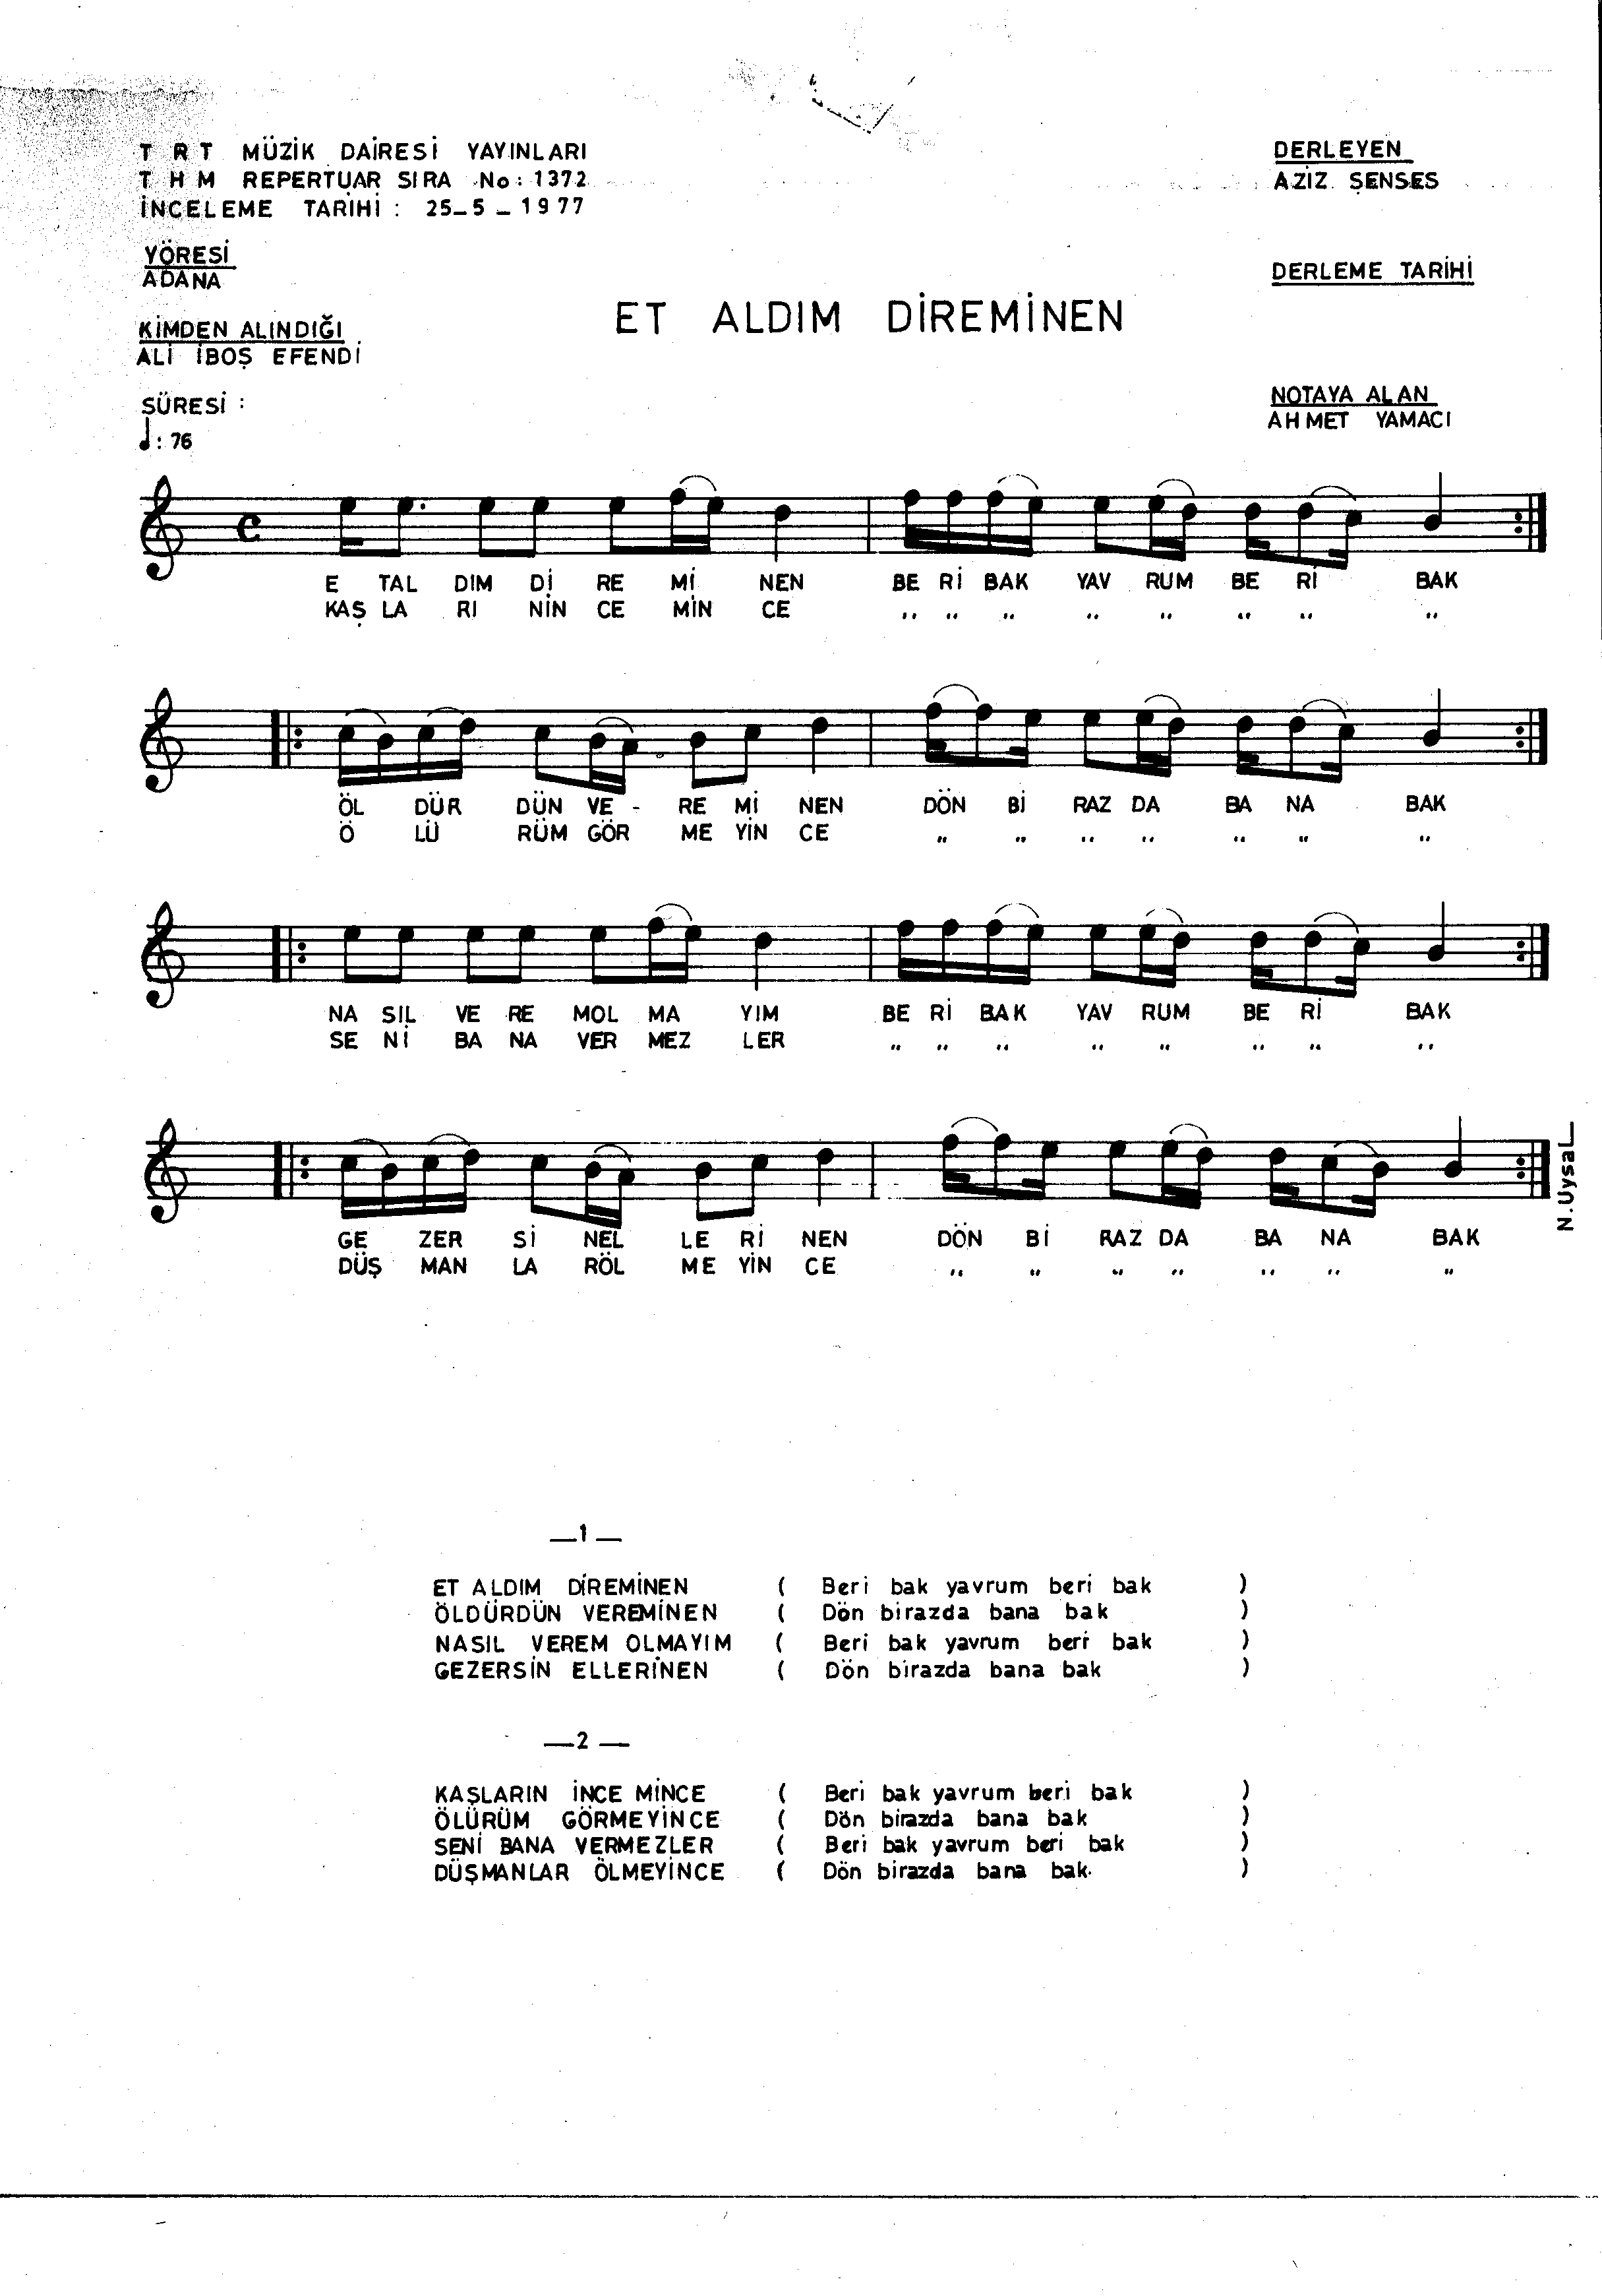 T R T MÜZİK DAİRESİ YAYINLARI
T H M REPERTUAR SIRA No: 1372
İNCELEME TARİHİ : 25_5_1977
DERLEYEN
AZİZ ŞENSES
YÖRESİ
ADANA
DERLEME TARİHİ
ET ALDIM DİREMİNEN
KİMDEN ALINDIĞI
ALİ İBOŞ EFENDİ
NOTAYA ALAN
AHMET YAMACI
SÜRESİ :
♩: 76
E TAL DIM Dİ RE Mİ NEN BE Rİ BAK YAV RUM BE Rİ BAK
KAŞ LA RI NİN CE MİN CE ,, ,, ,, ,, ,, ,, ,, ,,
ÖL DÜR DÜN VE - RE Mİ NEN DÖN Bİ RAZ DA BA NA BAK
Ö LÜ RÜM GÖR ME YİN CE ,, ,, ,, ,, ,, ,, ,,
NA SIL VE RE MOL MA YIM BE Rİ BAK YAV RUM BE Rİ BAK
SE Nİ BA NA VER MEZ LER ,, ,, ,, ,, ,, ,, ,, ,,
GE ZER Sİ NEL LE Rİ NEN DÖN Bİ RAZ DA BA NA BAK
DÜŞ MAN LA RÖL ME YİN CE ,, ,, ,, ,, ,, ,, ,,
N.Uysal
_1_
ET ALDIM DİREMİNEN ( Beri bak yavrum beri bak )
ÖLDÜRDÜN VEREMİNEN ( Dön birazda bana bak )
NASIL VEREM OLMAYIM ( Beri bak yavrum beri bak )
GEZERSİN ELLERİNEN ( Dön birazda bana bak )
_2_
KAŞLARIN İNCE MİNCE ( Beri bak yavrum beri bak )
ÖLÜRÜM GÖRMEYİNCE ( Dön birazda bana bak )
SENİ BANA VERMEZLER ( Beri bak yavrum beri bak )
DÜŞMANLAR ÖLMEYİNCE ( Dön birazda bana bak )